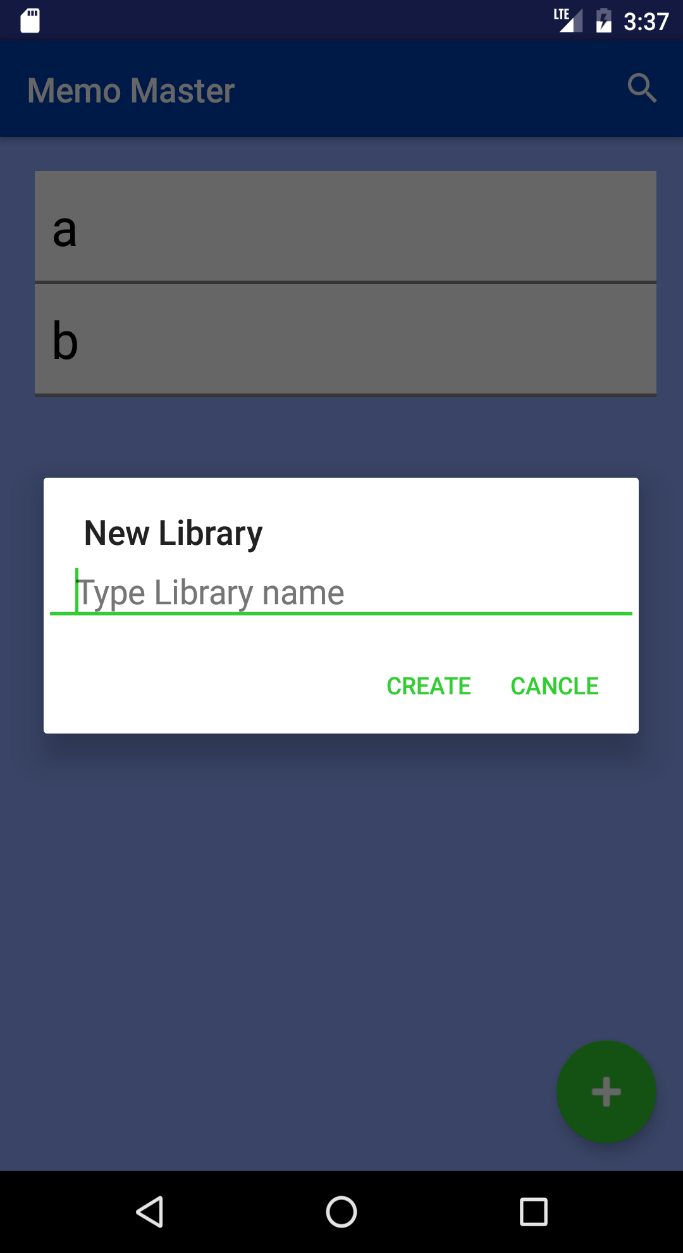 LTE 3:37
Memo Master
a
b
New Library
Type Library name
CREATE CANCLE